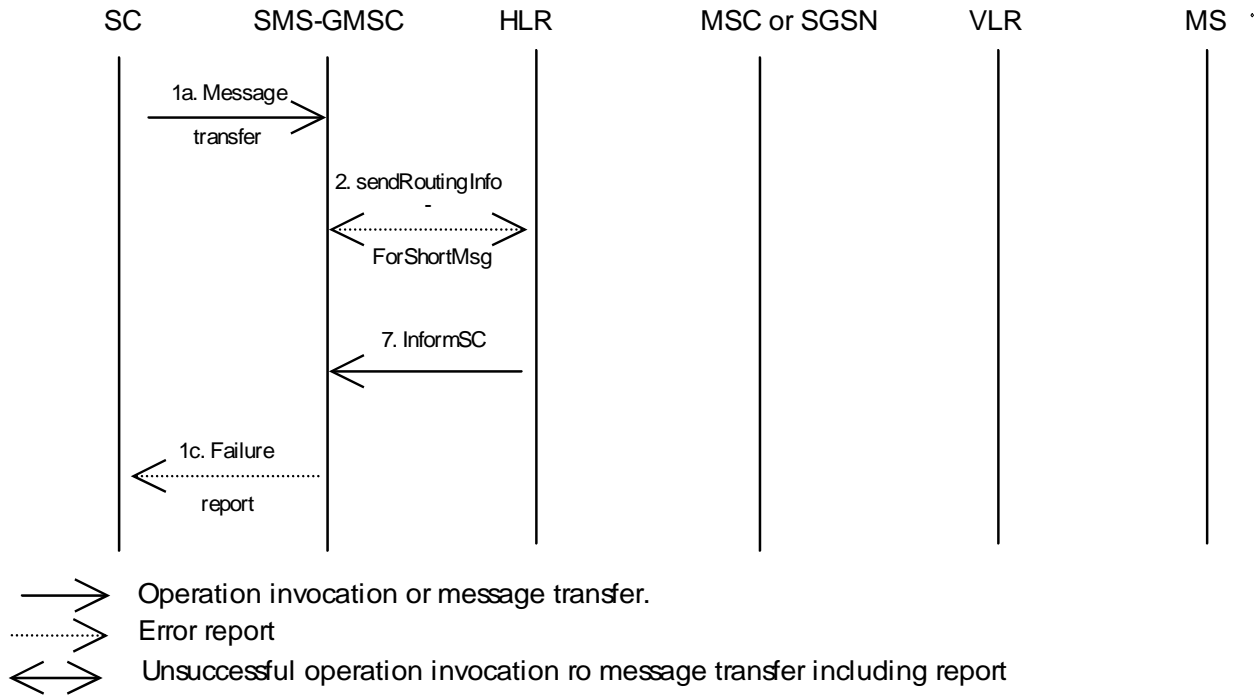 SC SMS-GMSC HLR MSC or SGSN VLR MS
1a. Message
transfer
2. sendRoutingInfo
-
ForShortMsg
7. InformSC
1c. Failure
report
Operation invocation or message transfer.
Error report
Unsuccessful operation invocation ro message transfer including report